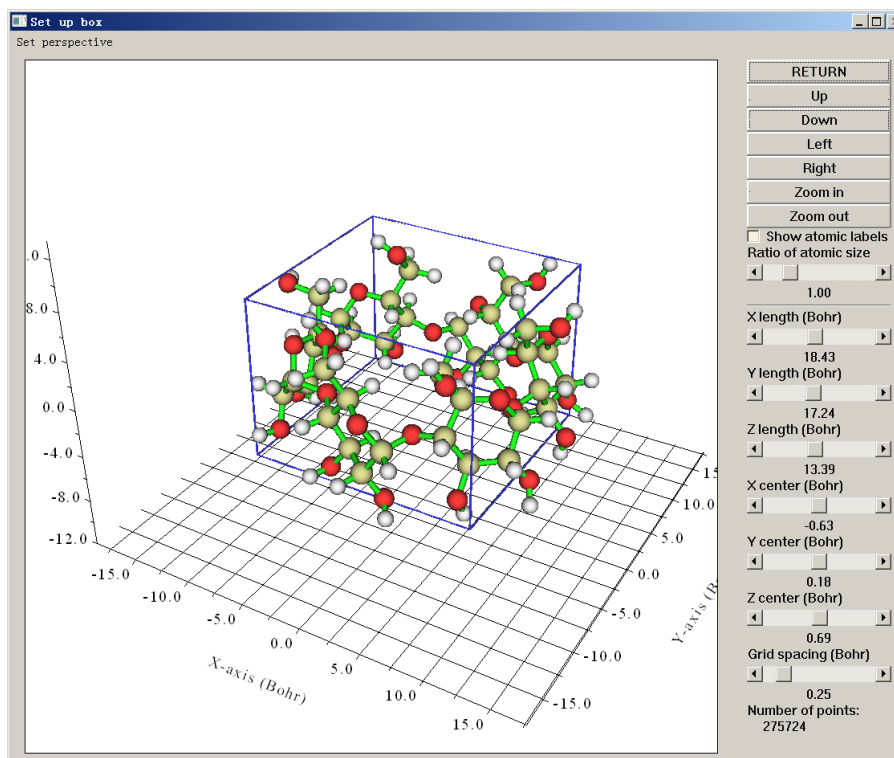 Set up box
Set perspective
RETURN
Up
Down
Left
Right
Zoom in
Zoom out
Show atomic labels
Ratio of atomic size
1.00
X length (Bohr)
18.43
Y length (Bohr)
17.24
Z length (Bohr)
13.39
X center (Bohr)
-0.63
Y center (Bohr)
0.18
Z center (Bohr)
0.69
Grid spacing (Bohr)
0.25
Number of points:
275724
.0
8.0
4.0
0.0
-4.0
-8.0
-12.0
-15.0
-10.0
-5.0
0.0
5.0
10.0
15.0
X-axis (Bohr)
10.0
5.0
0.0
-5.0
-10.0
-15.0
Y-axis